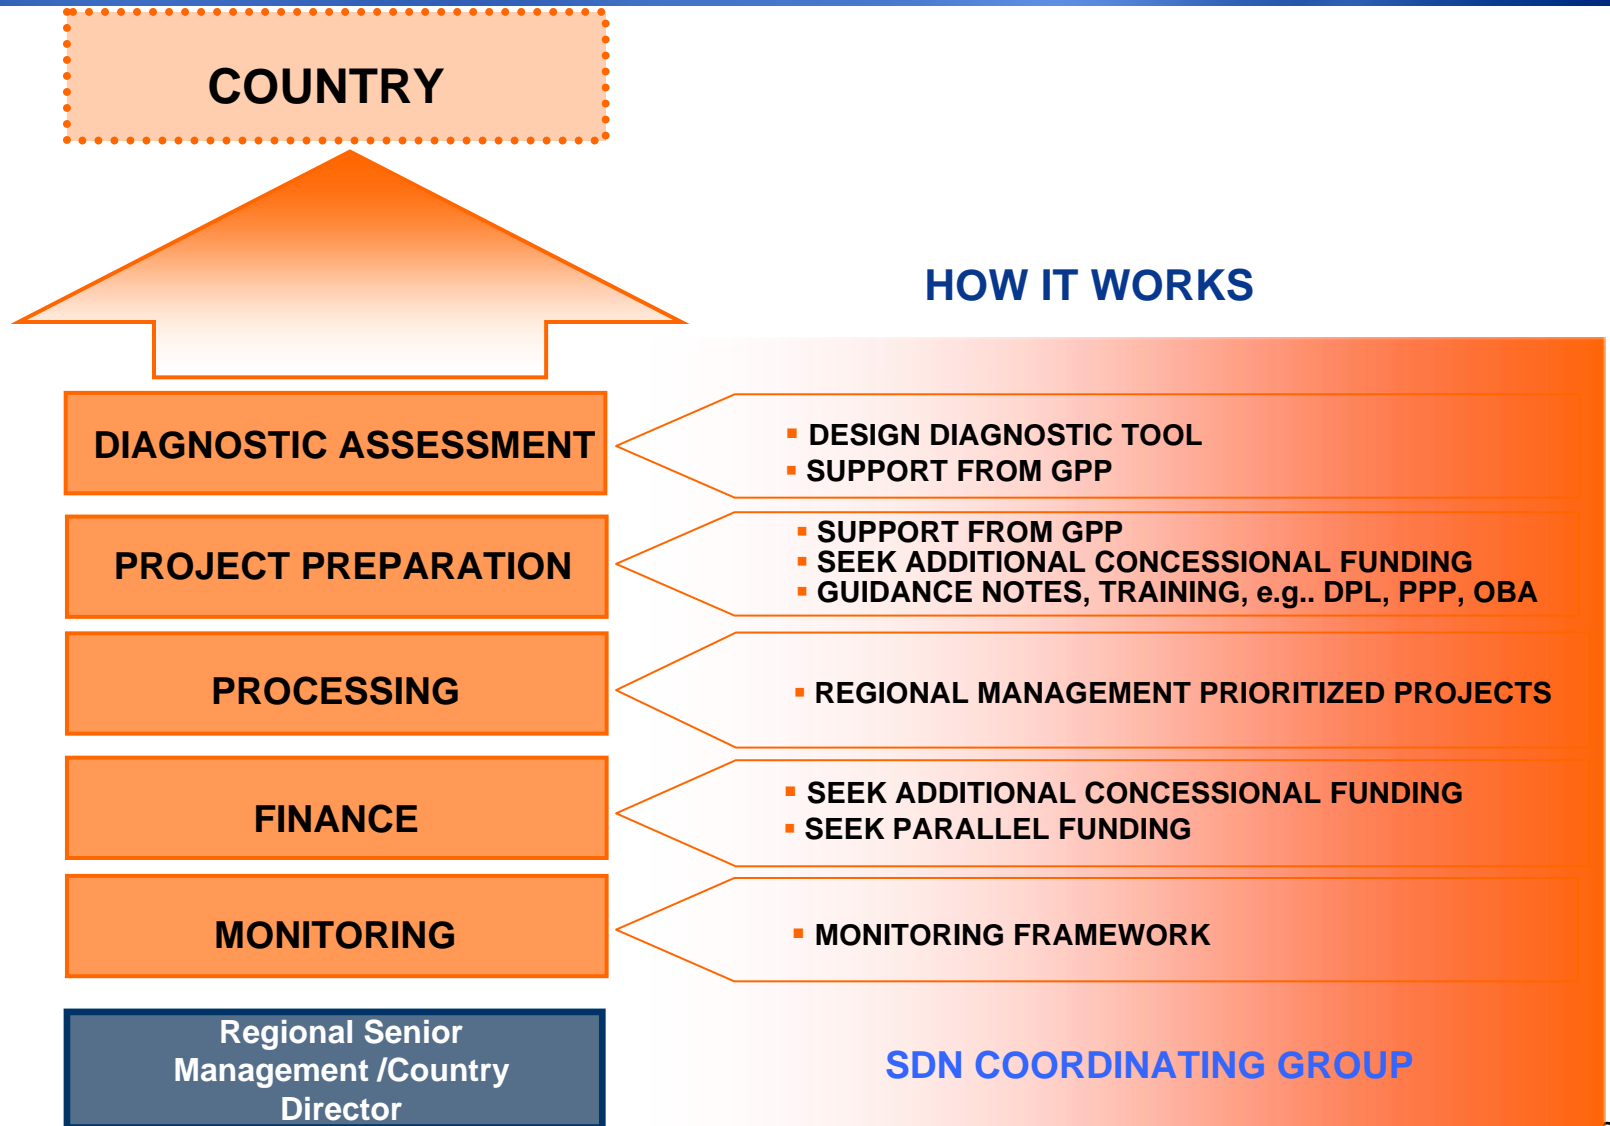 COUNTRY
HOW IT WORKS
DIAGNOSTIC ASSESSMENT
▪ DESIGN DIAGNOSTIC TOOL
▪ SUPPORT FROM GPP
PROJECT PREPARATION
▪ SUPPORT FROM GPP
▪ SEEK ADDITIONAL CONCESSIONAL FUNDING
▪ GUIDANCE NOTES, TRAINING, e.g.. DPL, PPP, OBA
PROCESSING
▪ REGIONAL MANAGEMENT PRIORITIZED PROJECTS
FINANCE
▪ SEEK ADDITIONAL CONCESSIONAL FUNDING
▪ SEEK PARALLEL FUNDING
MONITORING
▪ MONITORING FRAMEWORK
Regional Senior
Management /Country
Director
SDN COORDINATING GROUP